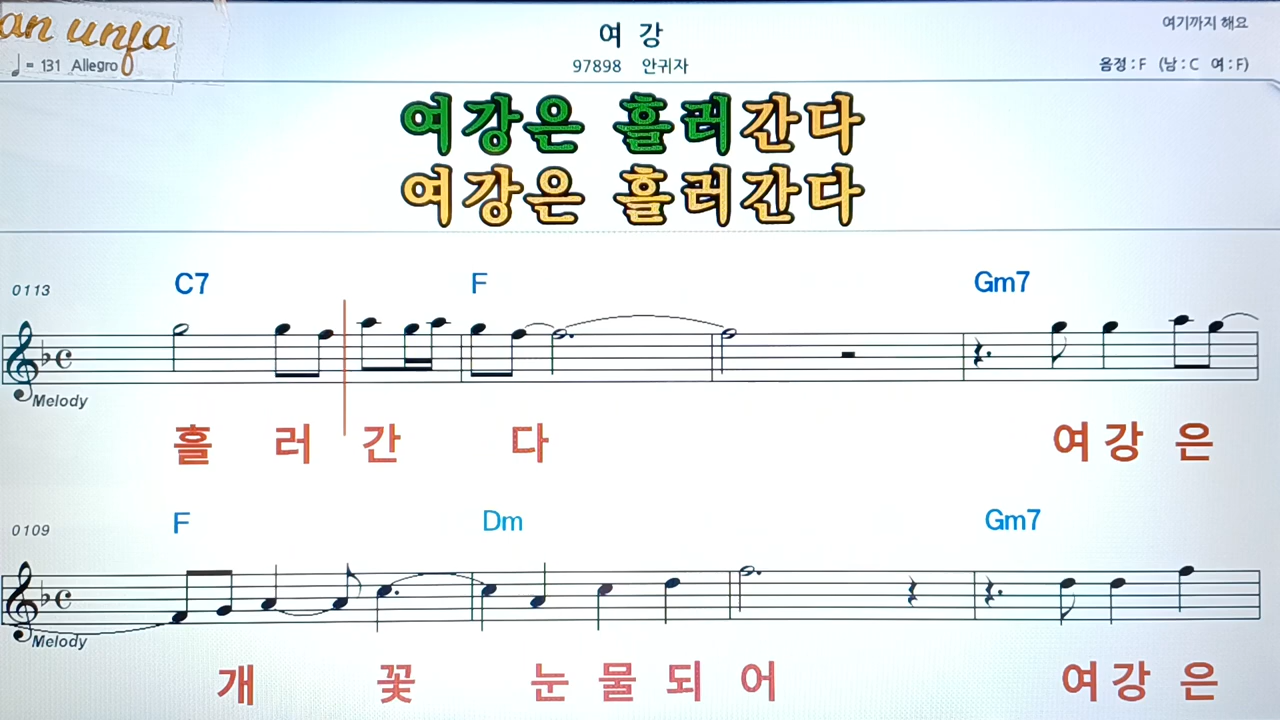 an unfa
여 강
여기까지 해요
♩ = 131 Allegro
97898 안귀자
음정 : F (남 : C 여 : F)
여강은 흘러간다
여강은 흘러간다
0113
C7 F Gm7
Melody
흘 러 간 다 여 강 은
0109
F Dm Gm7
Melody
개 꽃 눈 물 되 어 여 강 은